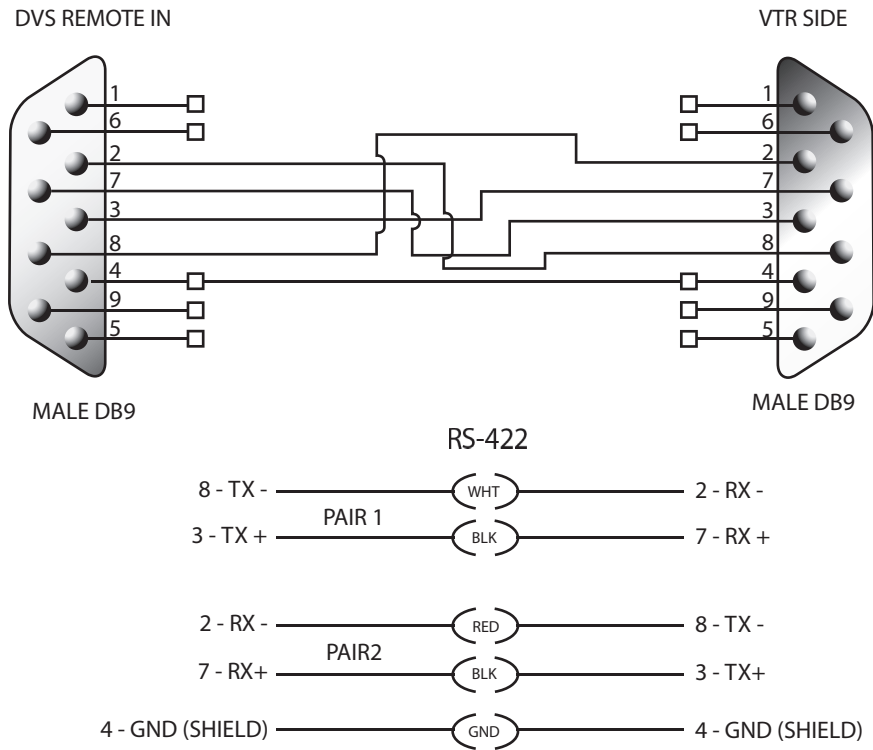 DVS REMOTE IN
VTR SIDE
1
1
6
6
2
2
7
7
3
3
8
8
4
4
9
9
5
5
MALE DB9
MALE DB9
RS-422
8 - TX - WHT 2 - RX -
PAIR 1
3 - TX + BLK 7 - RX +
2 - RX - RED 8 - TX -
PAIR2
7 - RX+ BLK 3 - TX+
4 - GND (SHIELD) GND 4 - GND (SHIELD)